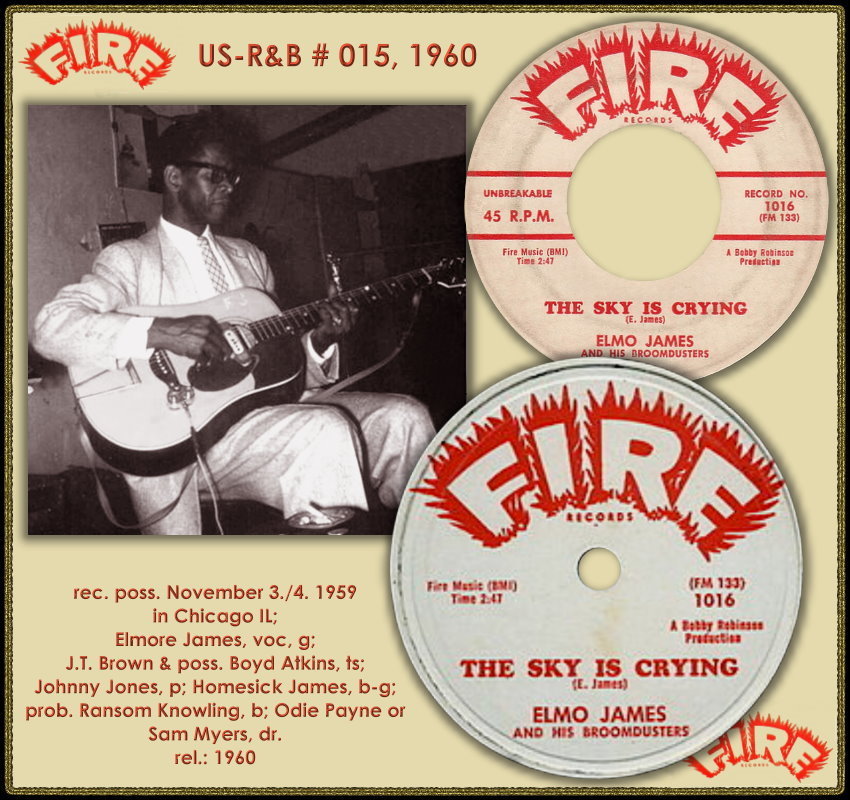 FIRE
RECORDS
US-R&B # 015, 1960
FIRE
RECORDS
UNBREAKABLE
45 R.P.M.
RECORD NO.
1016
(FM 133)
Fire Music (BMI)
Time 2:47
A Bobby Robinson
Production
THE SKY IS CRYING
(E. James)
ELMO JAMES
AND HIS BROOMDUSTERS
FIRE
RECORDS
Fire Music (BMI)
Time 2:47
(FM 133)
1016
A Bobby Robinson
Production
THE SKY IS CRYING
(E. James)
ELMO JAMES
AND HIS BROOMDUSTERS
rec. poss. November 3./4. 1959
in Chicago IL;
Elmore James, voc, g;
J.T. Brown & poss. Boyd Atkins, ts;
Johnny Jones, p; Homesick James, b-g;
prob. Ransom Knowling, b; Odie Payne or
Sam Myers, dr.
rel.: 1960
FIRE
RECORDS